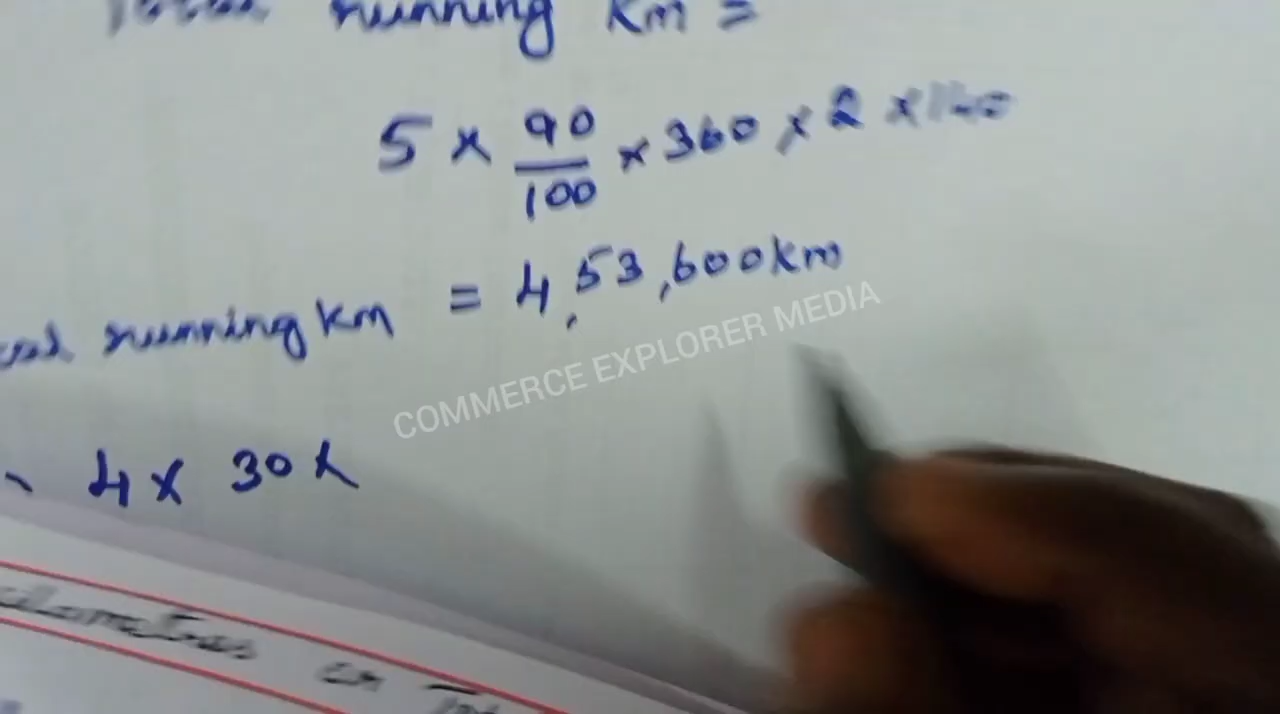 running Km =
5 × 90/100 × 360 × 2 × 140
running km = 4,53,600km
COMMERCE EXPLORER MEDIA
4 × 30 ×